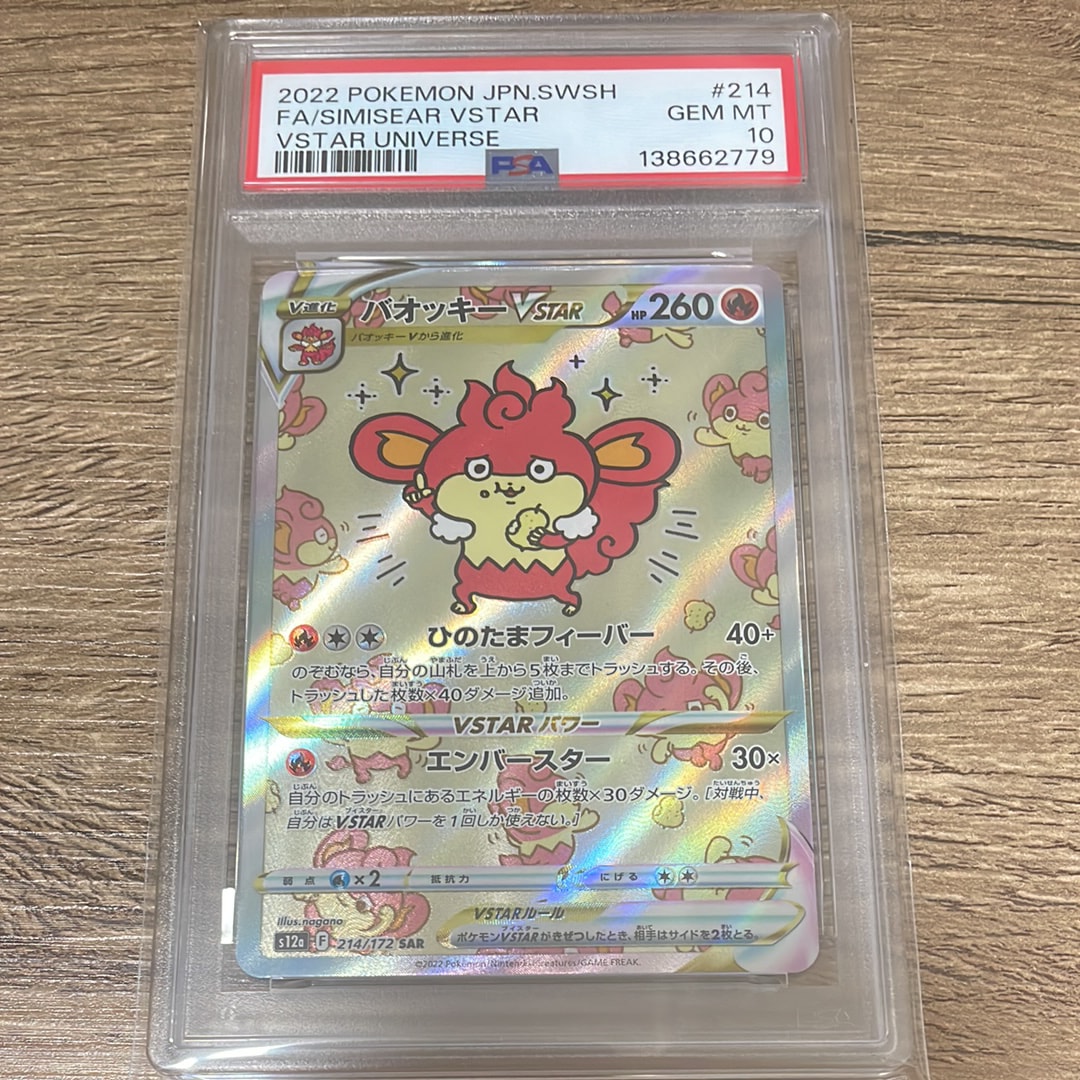 2022 POKEMON JPN.SWSH #214
FA/SIMISEAR VSTAR GEM MT
VSTAR UNIVERSE 10
PSA 138662779
V進化 バオッキーVSTAR HP 260
バオッキーVから進化
ひのたまフィーバー 40+
のぞむなら、自分の山札を上から5枚までトラッシュする。その後、
トラッシュした枚数×40ダメージ追加。
VSTARパワー
エンバースター 30×
自分のトラッシュにあるエネルギーの枚数×30ダメージ。[対戦中、
自分はVSTARパワーを1回しか使えない。]
弱点 ×2 抵抗力 にげる
Illus.nagano
VSTARルール
ポケモンVSTARがきぜつしたとき、相手はサイドを2枚とる。
s12a F 214/172 SAR
©2022 Pokémon/Nintendo/Creatures/GAME FREAK.